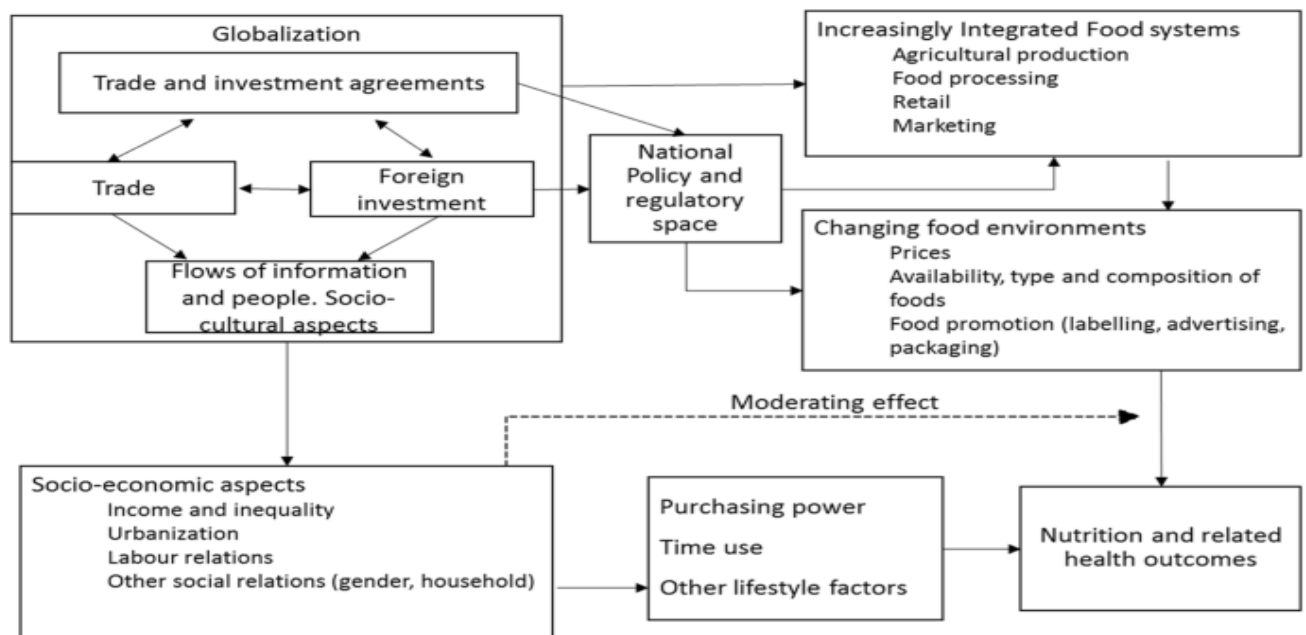 Globalization
Trade and investment agreements
Trade
Foreign
investment
Flows of information
and people. Socio-
cultural aspects
National
Policy and
regulatory
space
Increasingly Integrated Food systems
Agricultural production
Food processing
Retail
Marketing
Changing food environments
Prices
Availability, type and composition of
foods
Food promotion (labelling, advertising,
packaging)
Moderating effect
Socio-economic aspects
Income and inequality
Urbanization
Labour relations
Other social relations (gender, household)
Purchasing power
Time use
Other lifestyle factors
Nutrition and related
health outcomes